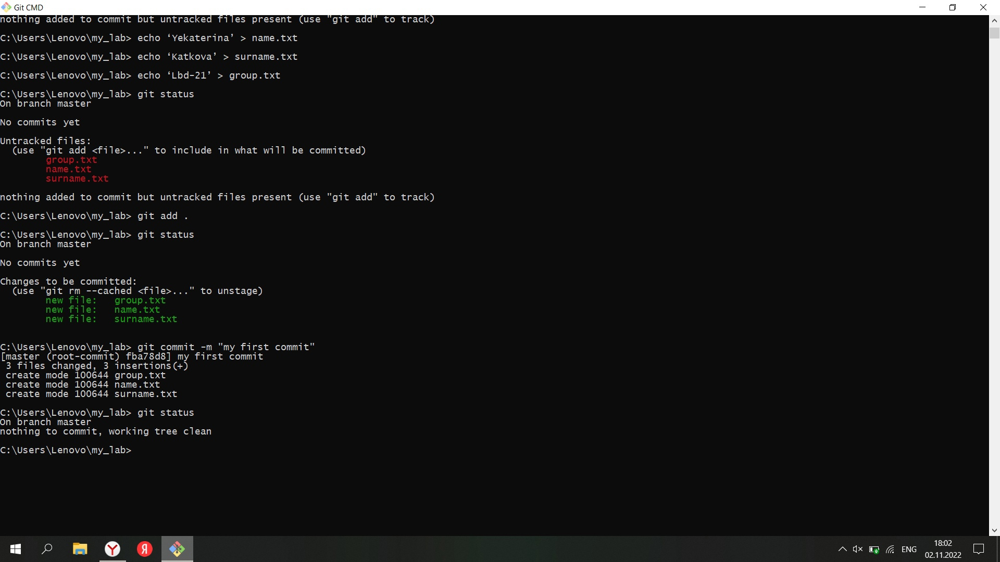 Git CMD
nothing added to commit but untracked files present (use "git add" to track)
C:\Users\Lenovo\my_lab> echo ‘Yekaterina’ > name.txt
C:\Users\Lenovo\my_lab> echo ‘Katkova’ > surname.txt
C:\Users\Lenovo\my_lab> echo ‘Lbd-21’ > group.txt
C:\Users\Lenovo\my_lab> git status
On branch master
No commits yet
Untracked files:
(use "git add <file>..." to include in what will be committed)
group.txt
name.txt
surname.txt
nothing added to commit but untracked files present (use "git add" to track)
C:\Users\Lenovo\my_lab> git add .
C:\Users\Lenovo\my_lab> git status
On branch master
No commits yet
Changes to be committed:
(use "git rm --cached <file>..." to unstage)
new file:   group.txt
new file:   name.txt
new file:   surname.txt
C:\Users\Lenovo\my_lab> git commit -m "my first commit"
[master (root-commit) fba78d8] my first commit
3 files changed, 3 insertions(+)
create mode 100644 group.txt
create mode 100644 name.txt
create mode 100644 surname.txt
C:\Users\Lenovo\my_lab> git status
On branch master
nothing to commit, working tree clean
C:\Users\Lenovo\my_lab>
Y
Я
ENG
18:02
02.11.2022